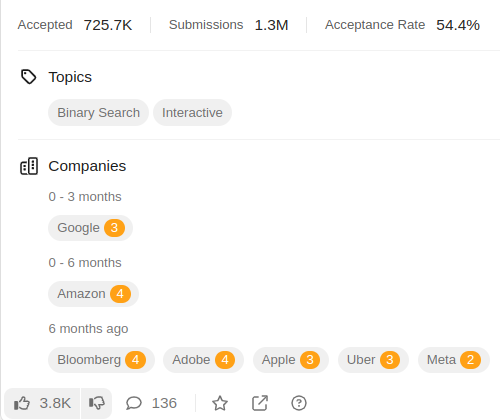 Accepted 725.7K Submissions 1.3M Acceptance Rate 54.4%
Topics
Binary Search Interactive
Companies
0 - 3 months
Google 3
0 - 6 months
Amazon 4
6 months ago
Bloomberg 4 Adobe 4 Apple 3 Uber 3 Meta 2
3.8K 136